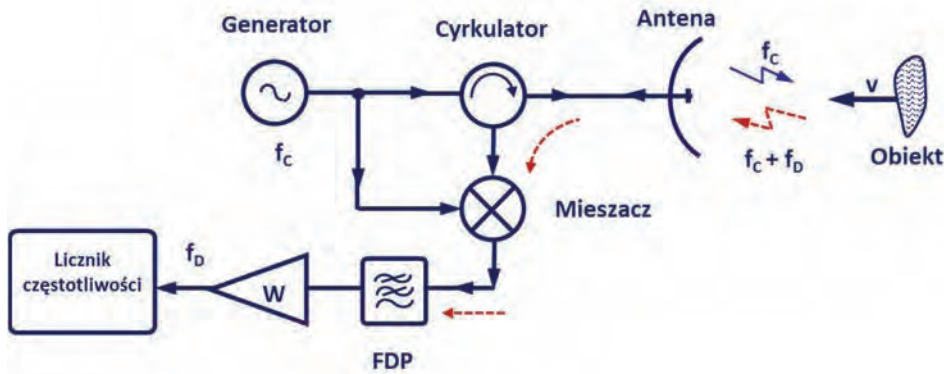 Generator
Cyrkulator
Antena
f_C
v
f_C
f_C + f_D
Obiekt
Mieszacz
Licznik
częstotliwości
f_D
W
FDP